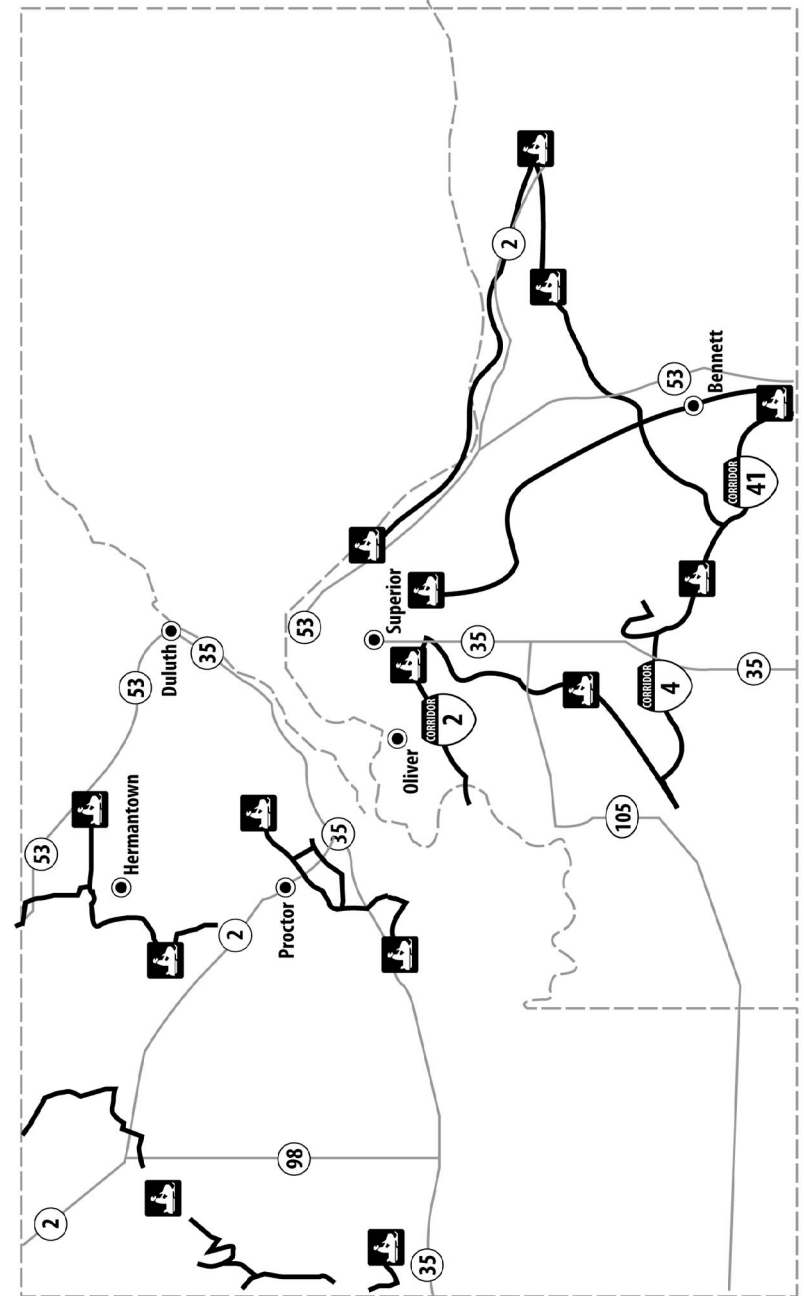 2
53
Hermantown
53
Duluth
35
2
Proctor
98
53
35
Superior
Oliver
35
CORRIDOR
2
35
2
105
CORRIDOR
4
53
Bennett
CORRIDOR
41
35